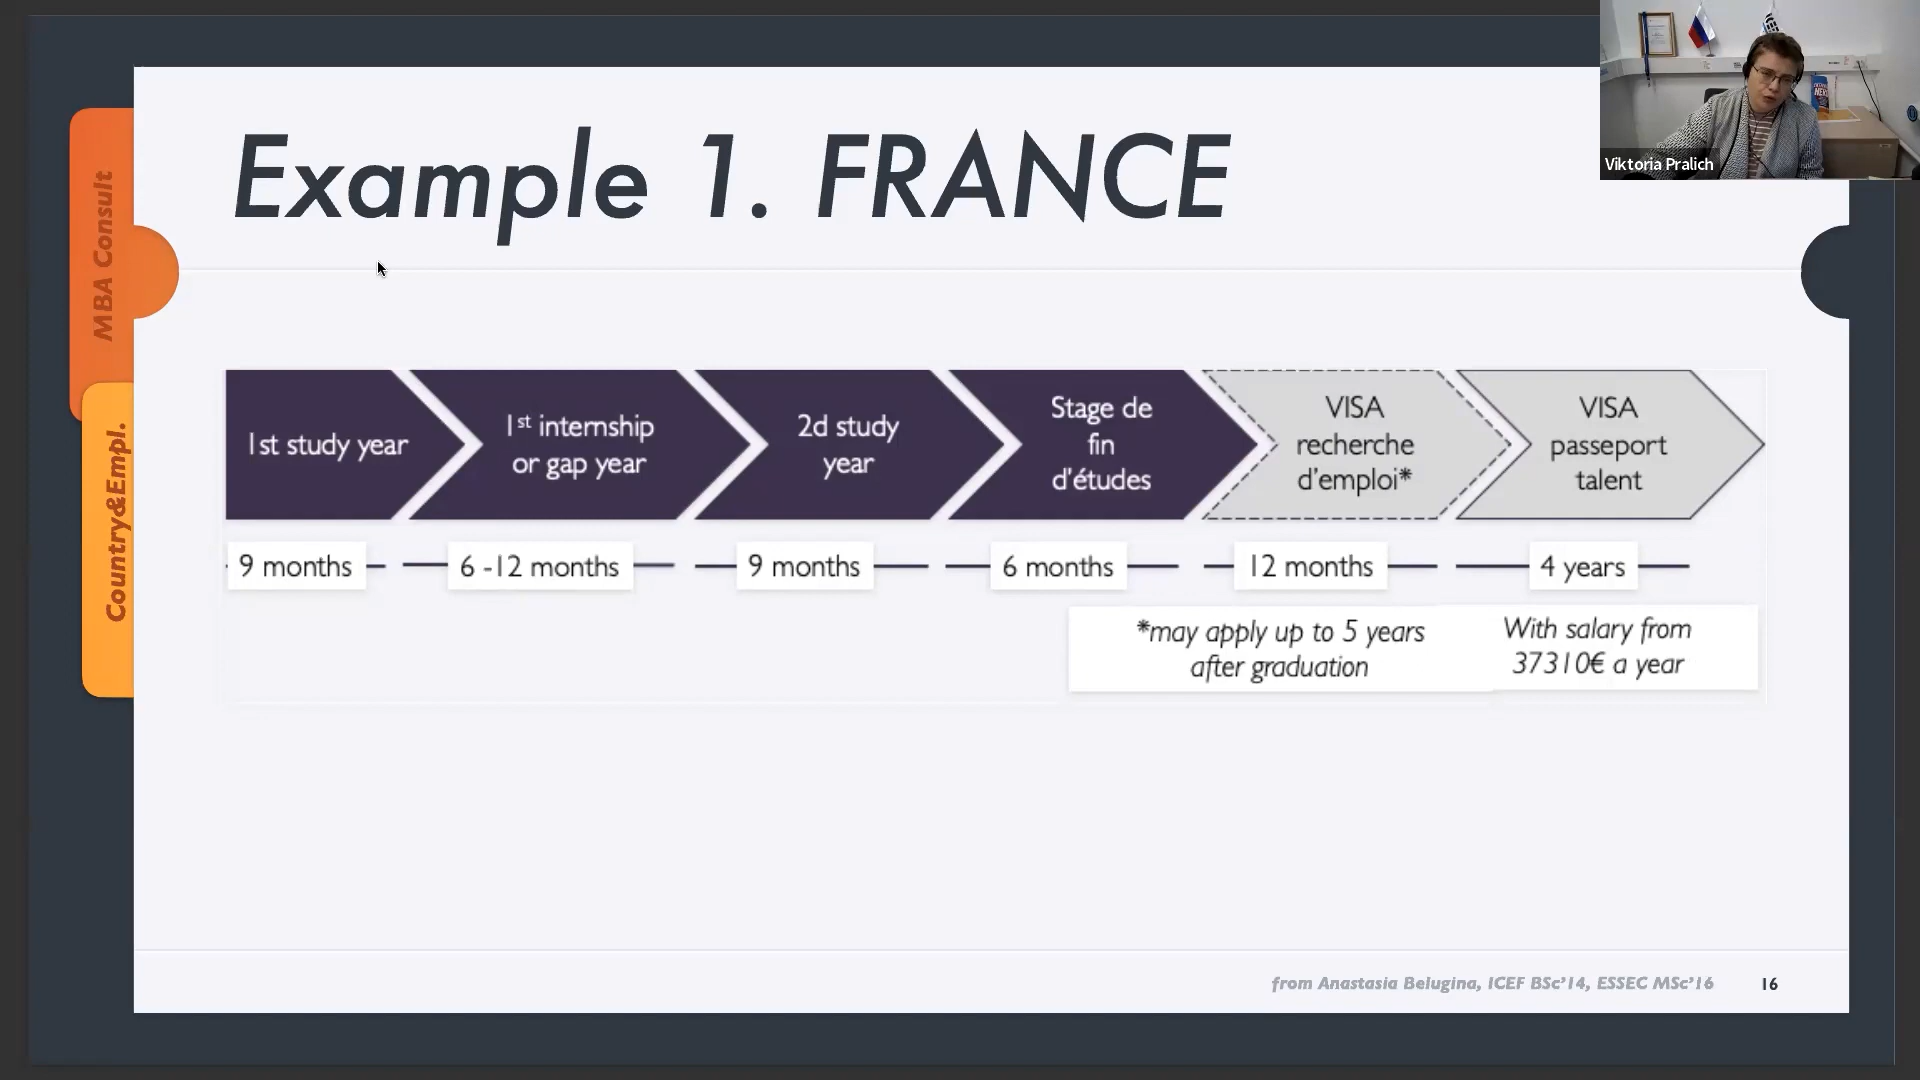 Example 1. FRANCE
Viktoria Pralich
MBA Consult
Country&Empl.
1st study year
1st internship
or gap year
2d study
year
Stage de
fin
d'études
VISA
recherche
d'emploi*
VISA
passeport
talent
9 months
6 -12 months
9 months
6 months
12 months
4 years
*may apply up to 5 years
after graduation
With salary from
37310€ a year
from Anastasia Belugina, ICEF BSc'14, ESSEC MSc'16
16